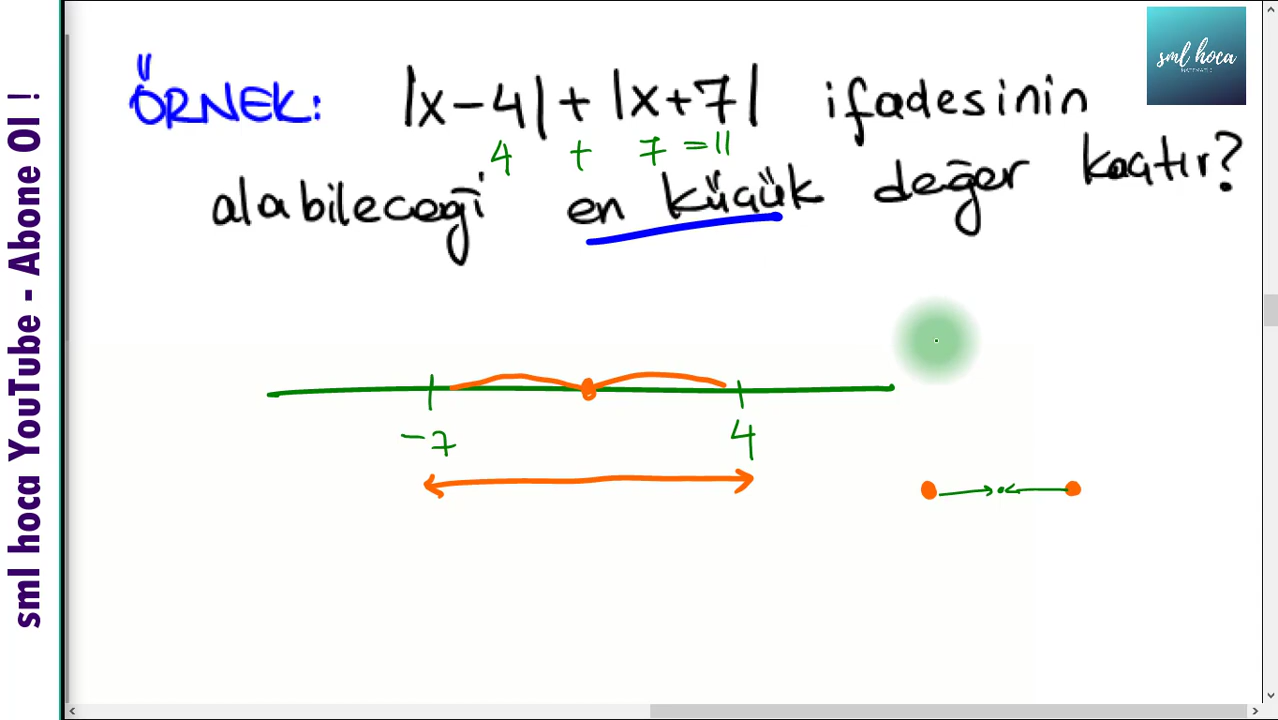 ÖRNEK: |x-4| + |x+7| ifadesinin
4 + 7 = 11
alabileceği en küçük değer kaçtır?
-7 4
sml hoca YouTube - Abone Ol !
sml hoca
MATEMATİK